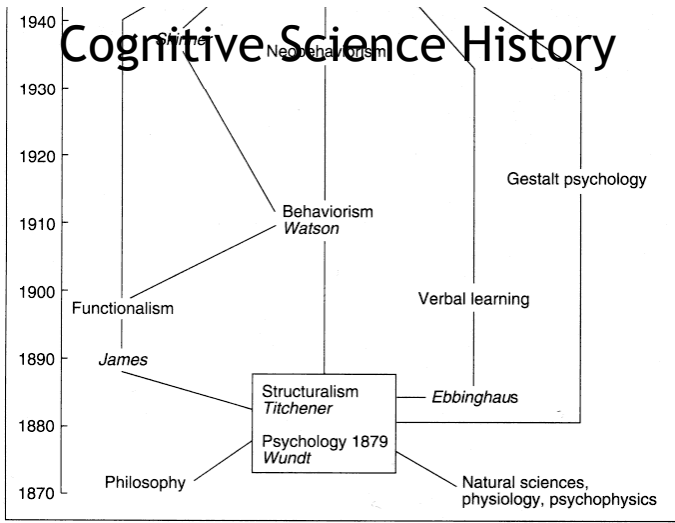 Cognitive Science History
1940
Skinner
Neobehaviorism
1930
1920
Gestalt psychology
1910
Behaviorism
Watson
1900
Functionalism
Verbal learning
1890
James
Structuralism
Titchener
Ebbinghaus
1880
Psychology 1879
Wundt
Philosophy
Natural sciences,
physiology, psychophysics
1870